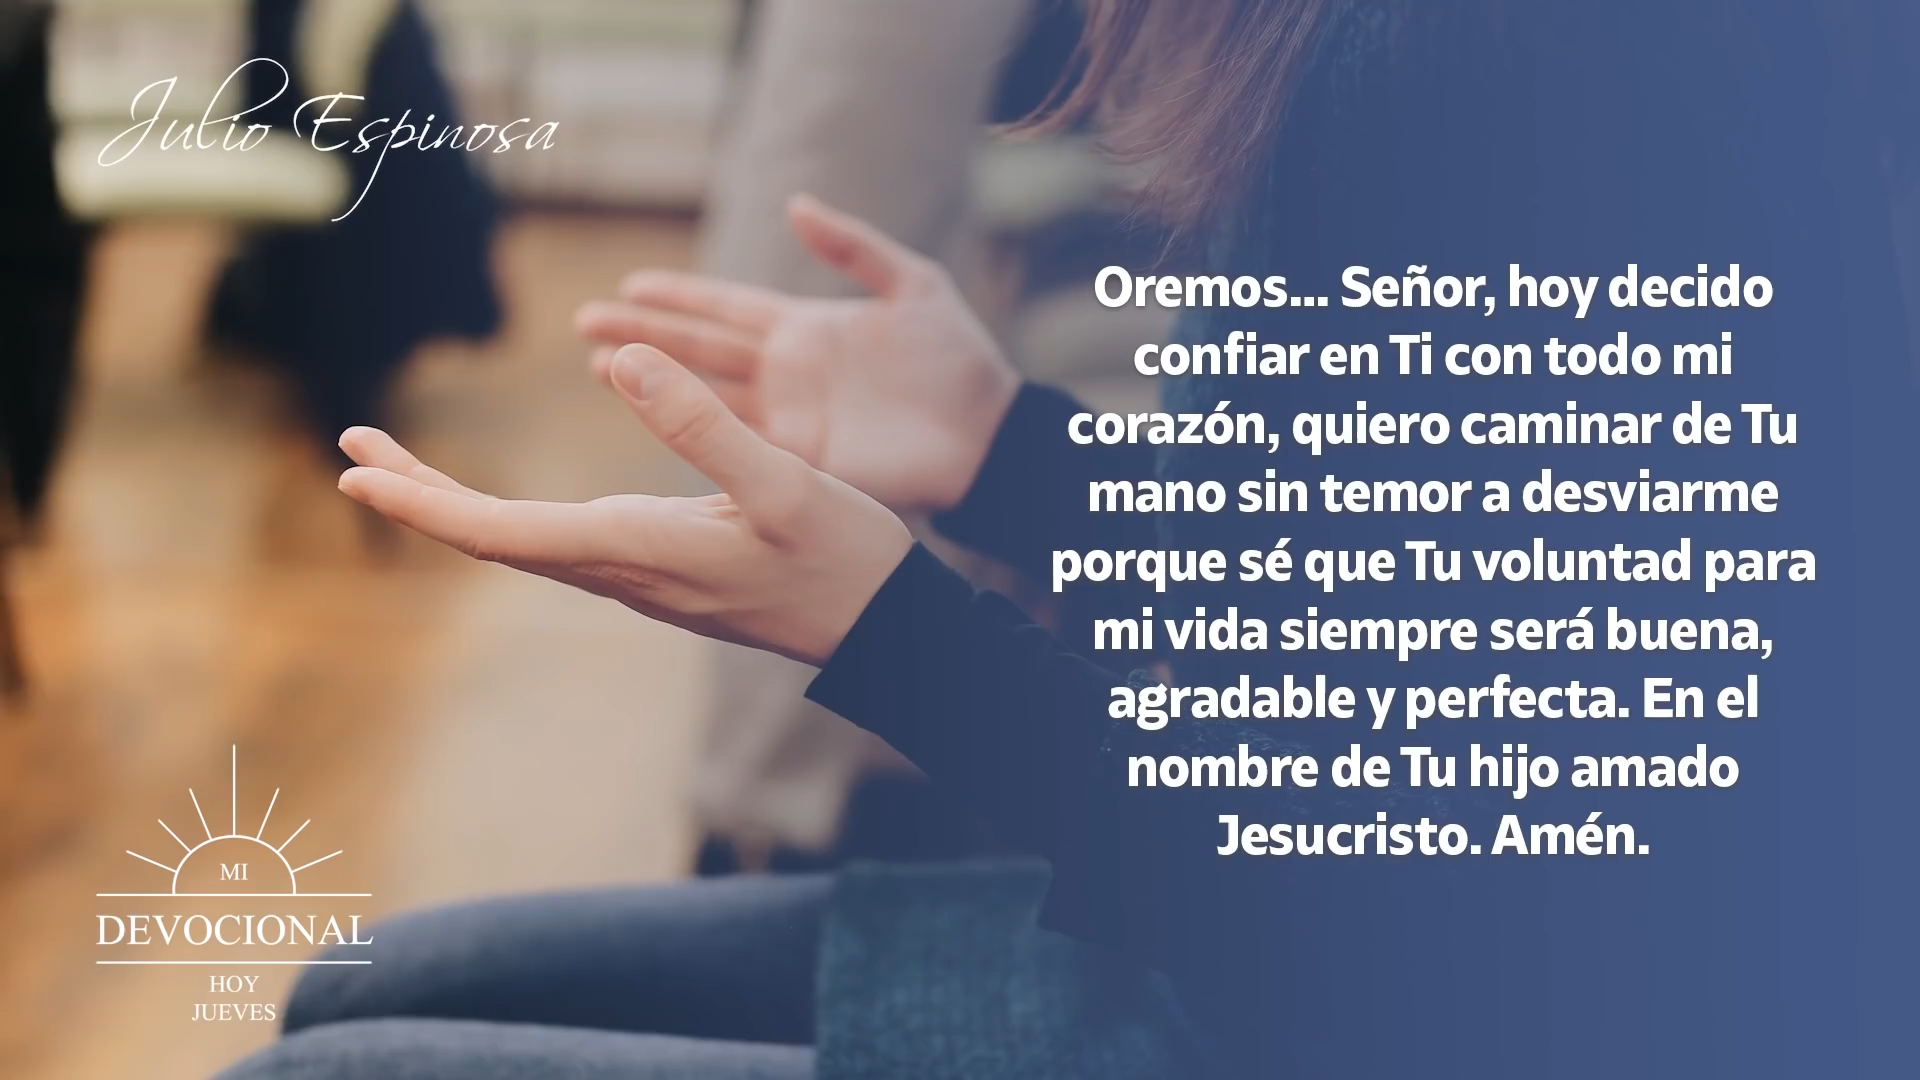 Julio Espinosa
Oremos... Señor, hoy decido
confiar en Ti con todo mi
corazón, quiero caminar de Tu
mano sin temor a desviarme
porque sé que Tu voluntad para
mi vida siempre será buena,
agradable y perfecta. En el
nombre de Tu hijo amado
Jesucristo. Amén.
MI
DEVOCIONAL
HOY
JUEVES